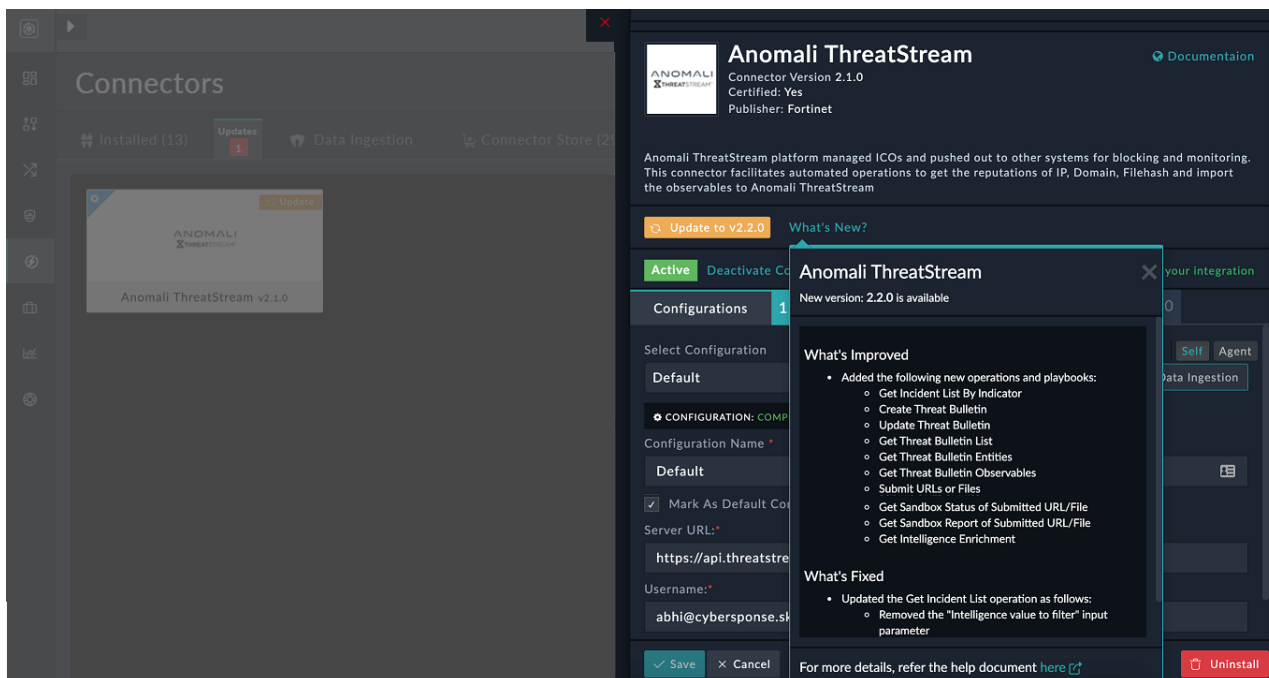 Connectors
Installed (13)
Updates
1
Data Ingestion
Connector Store (2
Update
ANOMALI
THREATSTREAM
Anomali ThreatStream v2.1.0
ANOMALI
THREATSTREAM
Anomali ThreatStream
Connector Version 2.1.0
Certified: Yes
Publisher: Fortinet
Documentaion
Anomali ThreatStream platform managed ICOs and pushed out to other systems for blocking and monitoring.
This connector facilitates automated operations to get the reputations of IP, Domain, Filehash and import
the observables to Anomali ThreatStream
Update to v2.2.0
What's New?
Active
Deactivate Co
your integration
Configurations
1
0
Select Configuration
Self
Agent
Default
Data Ingestion
CONFIGURATION: COMP
Configuration Name *
Default
Mark As Default Con
Server URL:*
https://api.threatstre
Username:*
abhi@cybersponse.sk
Save
Cancel
Uninstall
Anomali ThreatStream
New version: 2.2.0 is available
What's Improved
• Added the following new operations and playbooks:
○ Get Incident List By Indicator
○ Create Threat Bulletin
○ Update Threat Bulletin
○ Get Threat Bulletin List
○ Get Threat Bulletin Entities
○ Get Threat Bulletin Observables
○ Submit URLs or Files
○ Get Sandbox Status of Submitted URL/File
○ Get Sandbox Report of Submitted URL/File
○ Get Intelligence Enrichment
What's Fixed
• Updated the Get Incident List operation as follows:
○ Removed the "Intelligence value to filter" input
parameter
For more details, refer the help document here